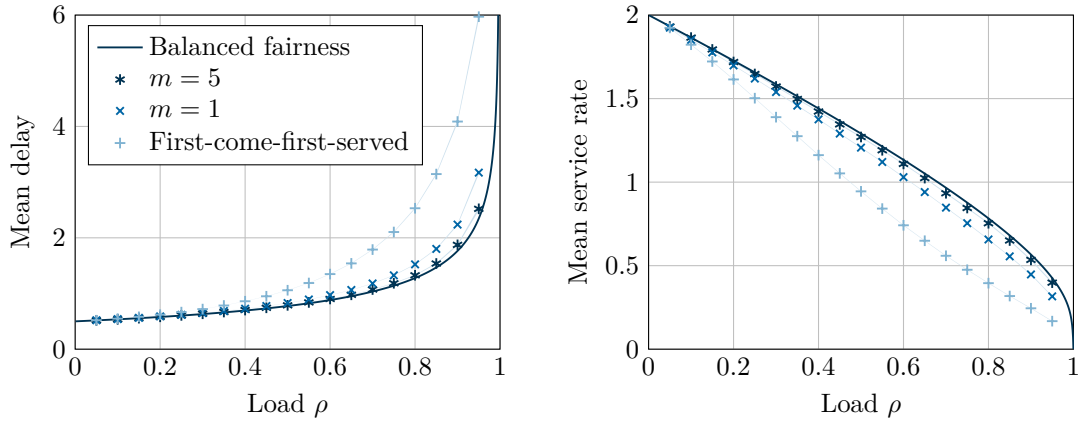 6
4
2
0
Mean delay
Balanced fairness
m = 5
m = 1
First-come-first-served
0 0.2 0.4 0.6 0.8 1
Load ρ
2
1.5
1
0.5
0
Mean service rate
0 0.2 0.4 0.6 0.8 1
Load ρ